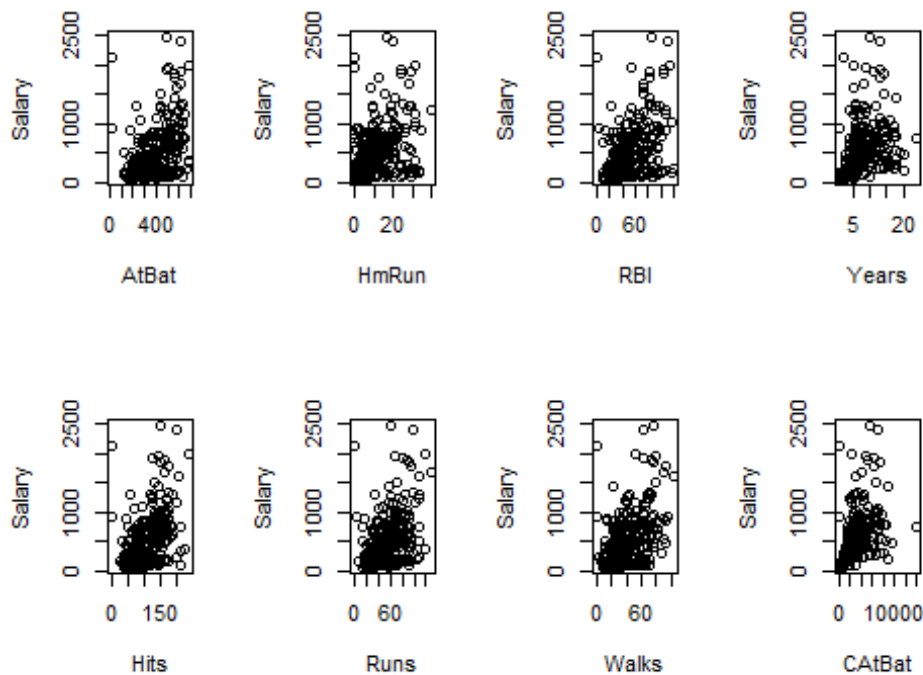 Salary 0 1000 2500
0 400
AtBat
Salary 0 1000 2500
0 20
HmRun
Salary 0 1000 2500
0 60
RBI
Salary 0 1000 2500
5 20
Years
Salary 0 1000 2500
0 150
Hits
Salary 0 1000 2500
0 60
Runs
Salary 0 1000 2500
0 60
Walks
Salary 0 1000 2500
0 10000
CAtBat